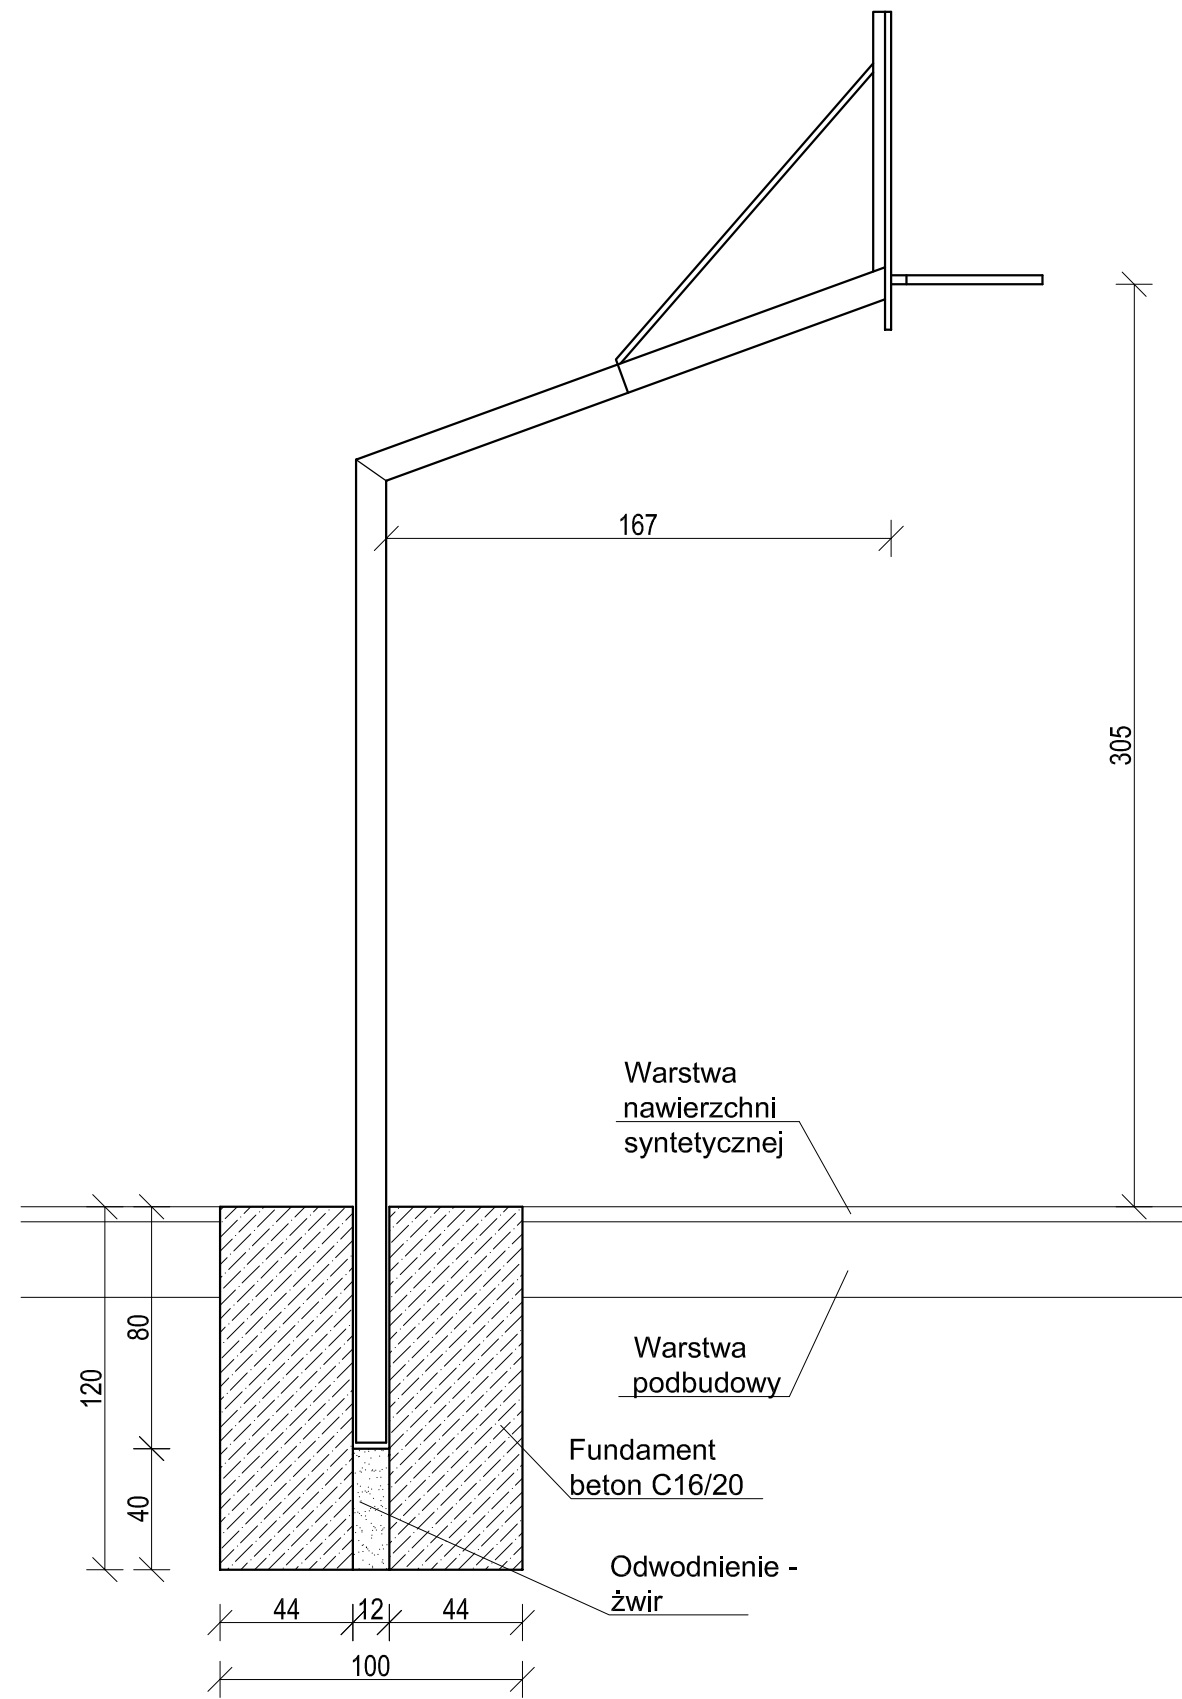 167
305
Warstwa
nawierzchni
syntetycznej
80
120
Warstwa
podbudowy
Fundament
beton C16/20
40
Odwodnienie -
żwir
44 12 44
100